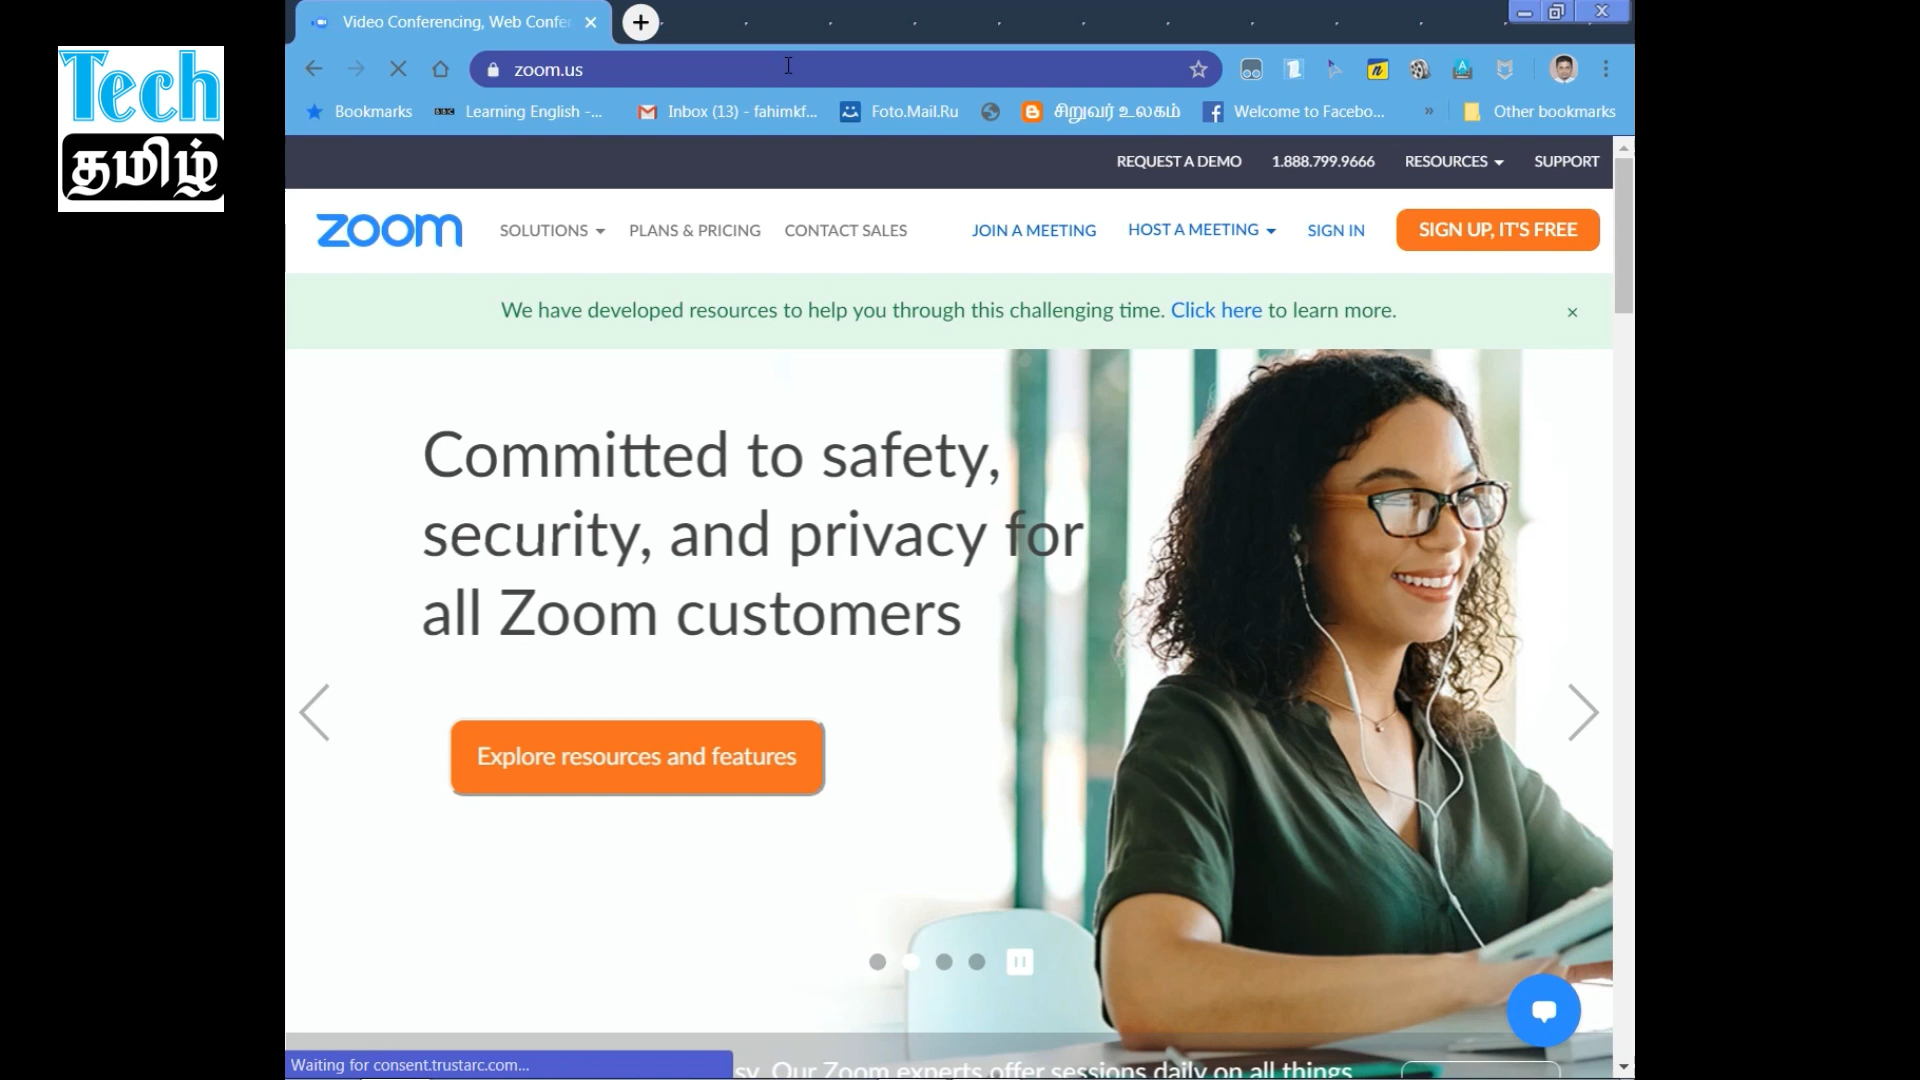 Tech
தமிழ்
Video Conferencing, Web Confe
zoom.us
Bookmarks
BBC Learning English -...
Inbox (13) - fahimkf...
Foto.Mail.Ru
சிறுவர் உலகம்
Welcome to Facebo...
»
Other bookmarks
REQUEST A DEMO
1.888.799.9666
RESOURCES
SUPPORT
zoom
SOLUTIONS
PLANS & PRICING
CONTACT SALES
JOIN A MEETING
HOST A MEETING
SIGN IN
SIGN UP, IT'S FREE
We have developed resources to help you through this challenging time. Click here to learn more.
Committed to safety,
security, and privacy for
all Zoom customers
Explore resources and features
Waiting for consent.trustarc.com...
sy. Our Zoom experts offer sessions daily on all things